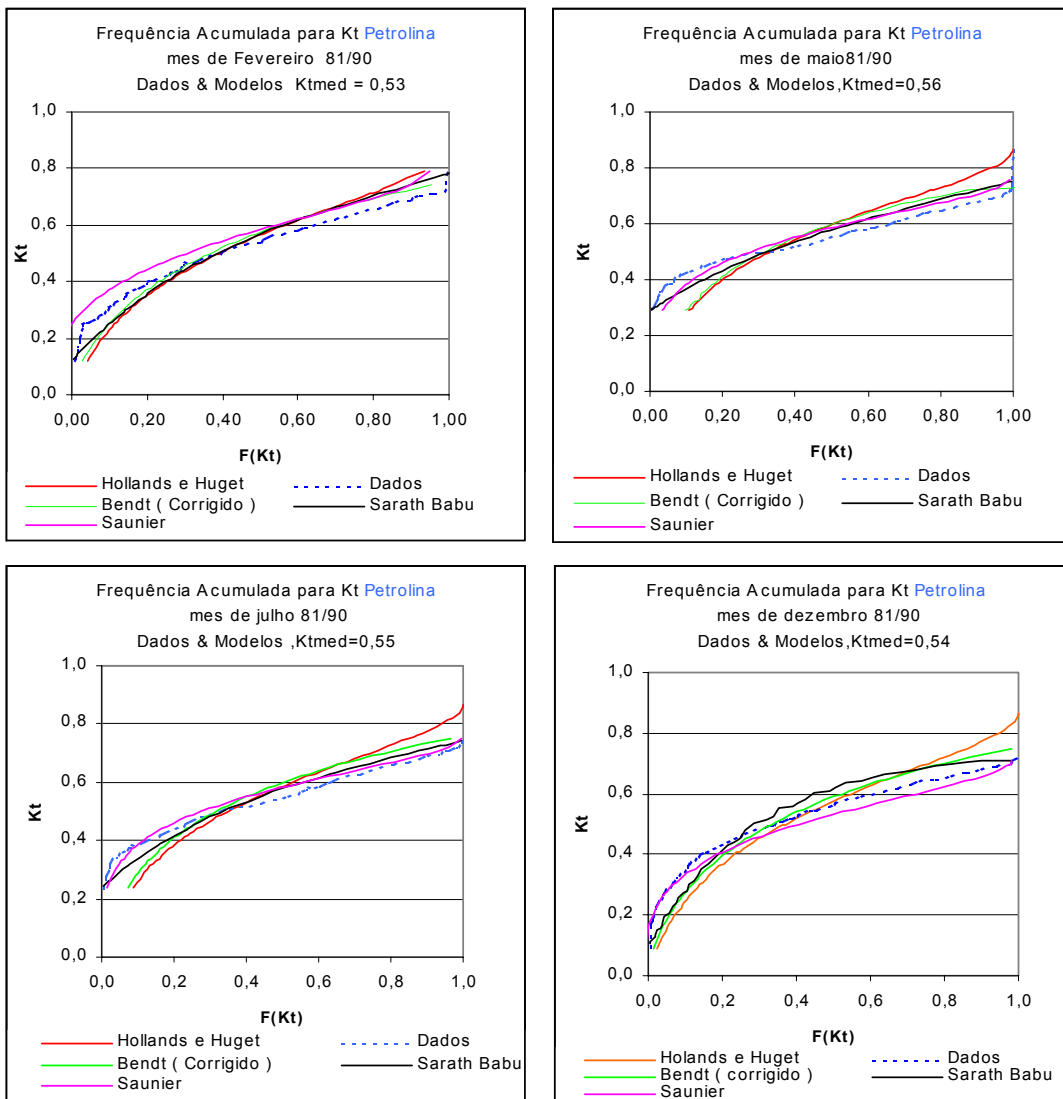 Frequência Acumulada para Kt Petrolina
mes de Fevereiro 81/90
Dados & Modelos Ktmed = 0,53
1,0
0,8
0,6
0,4
0,2
0,0
Kt
0,00 0,20 0,40 0,60 0,80 1,00
F(Kt)
Hollands e Huget Dados
Bendt ( Corrigido ) Sarath Babu
Saunier
Frequência Acumulada para Kt Petrolina
mes de maio81/90
Dados & Modelos,Ktmed=0,56
1,0
0,8
0,6
0,4
0,2
0,0
Kt
0,00 0,20 0,40 0,60 0,80 1,00
F(Kt)
Hollands e Huget Dados
Bendt ( Corrigido ) Sarath Babu
Saunier
Frequência Acumulada para Kt Petrolina
mes de julho 81/90
Dados & Modelos ,Ktmed=0,55
1,0
0,8
0,6
0,4
0,2
0,0
Kt
0,0 0,2 0,4 0,6 0,8 1,0
F(Kt)
Hollands e Huget Dados
Bendt ( Corrigido ) Sarath Babu
Saunier
Frequência Acumulada para Kt Petrolina
mes de dezembro 81/90
Dados & Modelos,Ktmed=0,54
1,0
0,8
0,6
0,4
0,2
0,0
Kt
0,0 0,2 0,4 0,6 0,8 1,0
F(Kt)
Holands e Huget Dados
Bendt ( corrigido ) Sarath Babu
Saunier